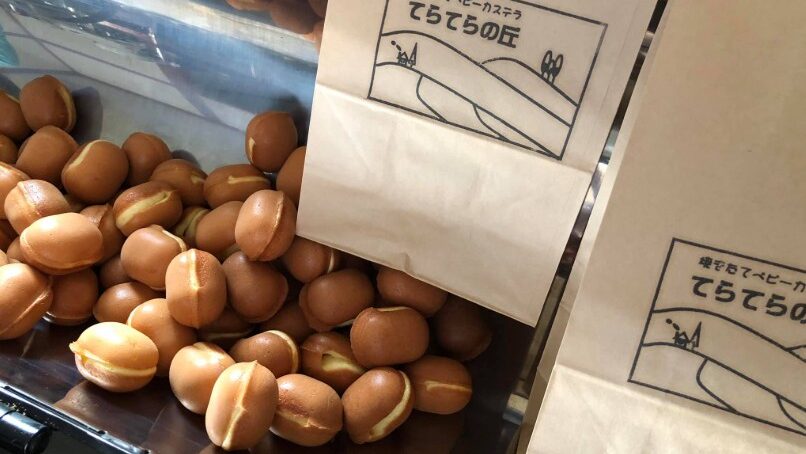 ベビーカステラ
てらてらの丘
焼きたてベビーカ
てらてらの